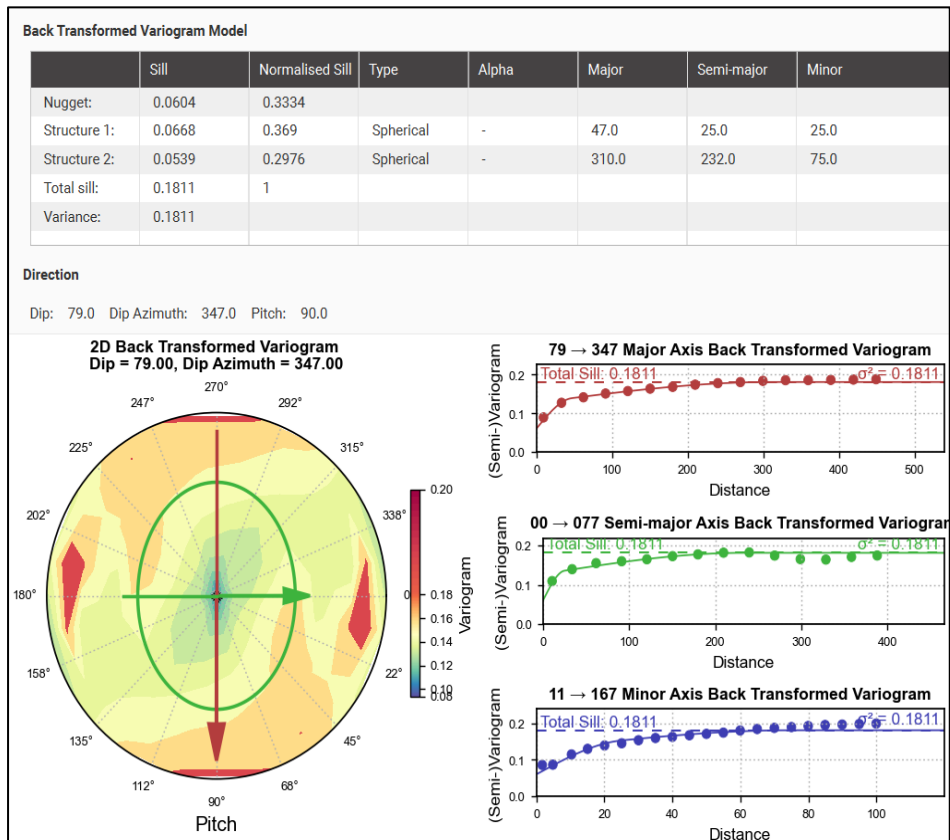 Back Transformed Variogram Model
Sill Normalised Sill Type Alpha Major Semi-major Minor
Nugget: 0.0604 0.3334
Structure 1: 0.0668 0.369 Spherical - 47.0 25.0 25.0
Structure 2: 0.0539 0.2976 Spherical - 310.0 232.0 75.0
Total sill: 0.1811 1
Variance: 0.1811
Direction
Dip: 79.0 Dip Azimuth: 347.0 Pitch: 90.0
2D Back Transformed Variogram
Dip = 79.00, Dip Azimuth = 347.00
270°
247° 292°
225° 315°
202° 338°
180° 0
158° 22°
135° 45°
112° 68°
90°
Pitch
0.20
0.18
0.16
0.14
0.12
0.10
Variogram
79 → 347 Major Axis Back Transformed Variogram
Total Sill: 0.1811 σ² = 0.1811
0.2
0.1
0.0
0 100 200 300 400 500
Distance
(Semi-)Variogram
00 → 077 Semi-major Axis Back Transformed Variogran
Total Sill: 0.1811 σ² = 0.1811
0.2
0.1
0.0
0 100 200 300 400
Distance
(Semi-)Variogram
11 → 167 Minor Axis Back Transformed Variogram
Total Sill: 0.1811 σ² = 0.1811
0.2
0.1
0.0
0 20 40 60 80 100
Distance
(Semi-)Variogram